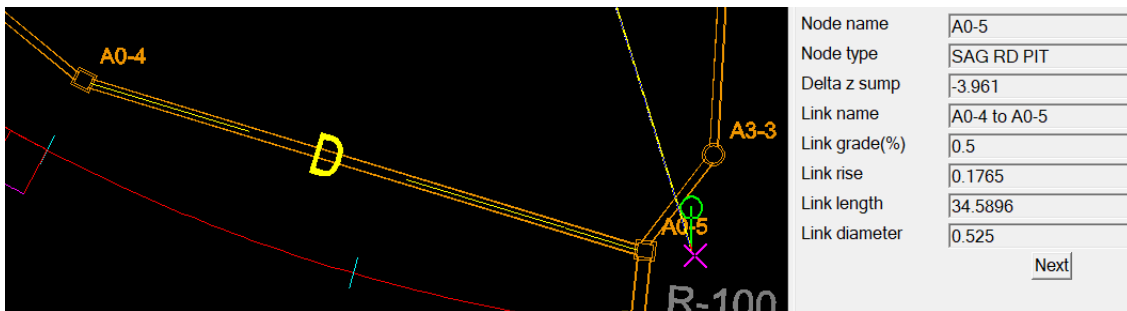 A0-4
D
A3-3
A0-5
R-100
Node name A0-5
Node type SAG RD PIT
Delta z sump -3.961
Link name A0-4 to A0-5
Link grade(%) 0.5
Link rise 0.1765
Link length 34.5896
Link diameter 0.525
Next